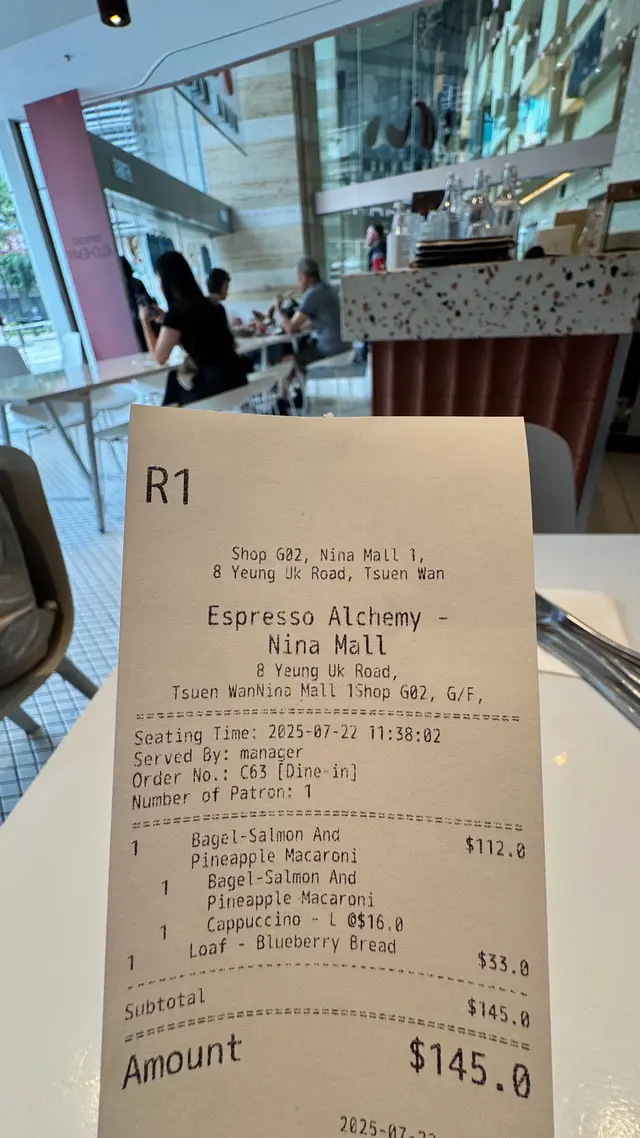 R1
Shop G02, Nina Mall 1,
8 Yeung Uk Road, Tsuen Wan
Espresso Alchemy -
Nina Mall
8 Yeung Uk Road,
Tsuen WanNina Mall 1Shop G02, G/F,
Seating Time: 2025-07-22 11:38:02
Served By: manager
Order No.: C63 [Dine-in]
Number of Patron: 1
1 Bagel-Salmon And $112.0
Pineapple Macaroni
1 Bagel-Salmon And
Pineapple Macaroni
1 Cappuccino - L @$16.0
1 Loaf - Blueberry Bread $33.0
Subtotal $145.0
Amount $145.0
2025-07-22